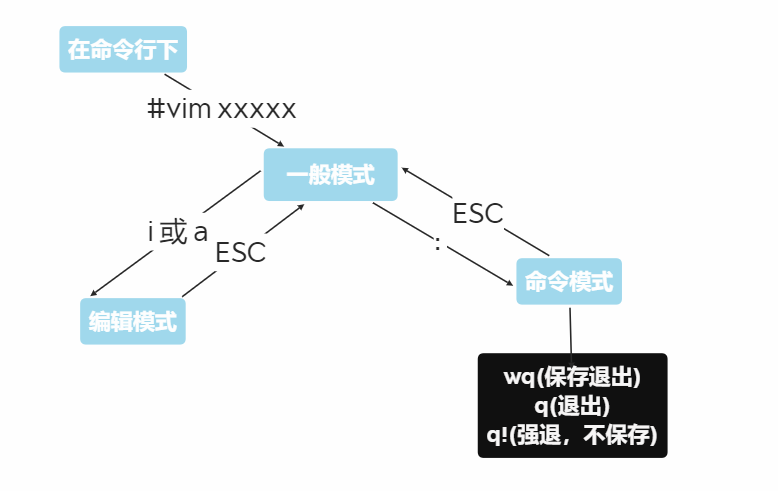 在命令行下
#vim xxxxx
一般模式
ESC
i 或 a
:
ESC
命令模式
编辑模式
wq(保存退出)
q(退出)
q!(强退，不保存)